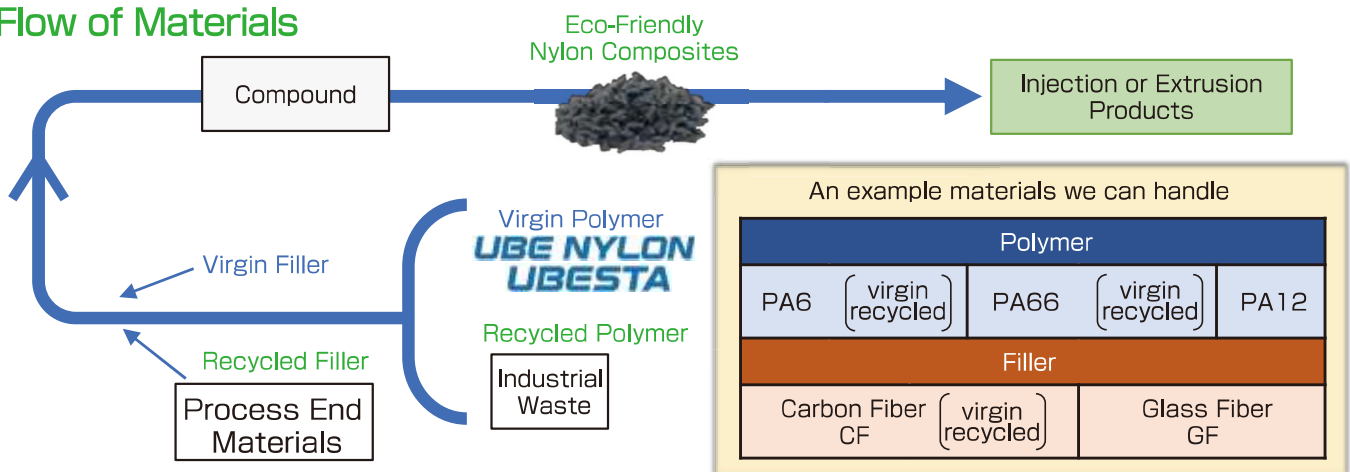 Flow of Materials
Eco-Friendly
Nylon Composites
Compound
Injection or Extrusion
Products
Virgin Polymer
UBE NYLON
UBESTA
Virgin Filler
Recycled Polymer
Industrial
Waste
Recycled Filler
Process End
Materials
An example materials we can handle
Polymer
PA6 (virgin recycled) PA66 (virgin recycled) PA12
Filler
Carbon Fiber CF (virgin recycled) Glass Fiber GF